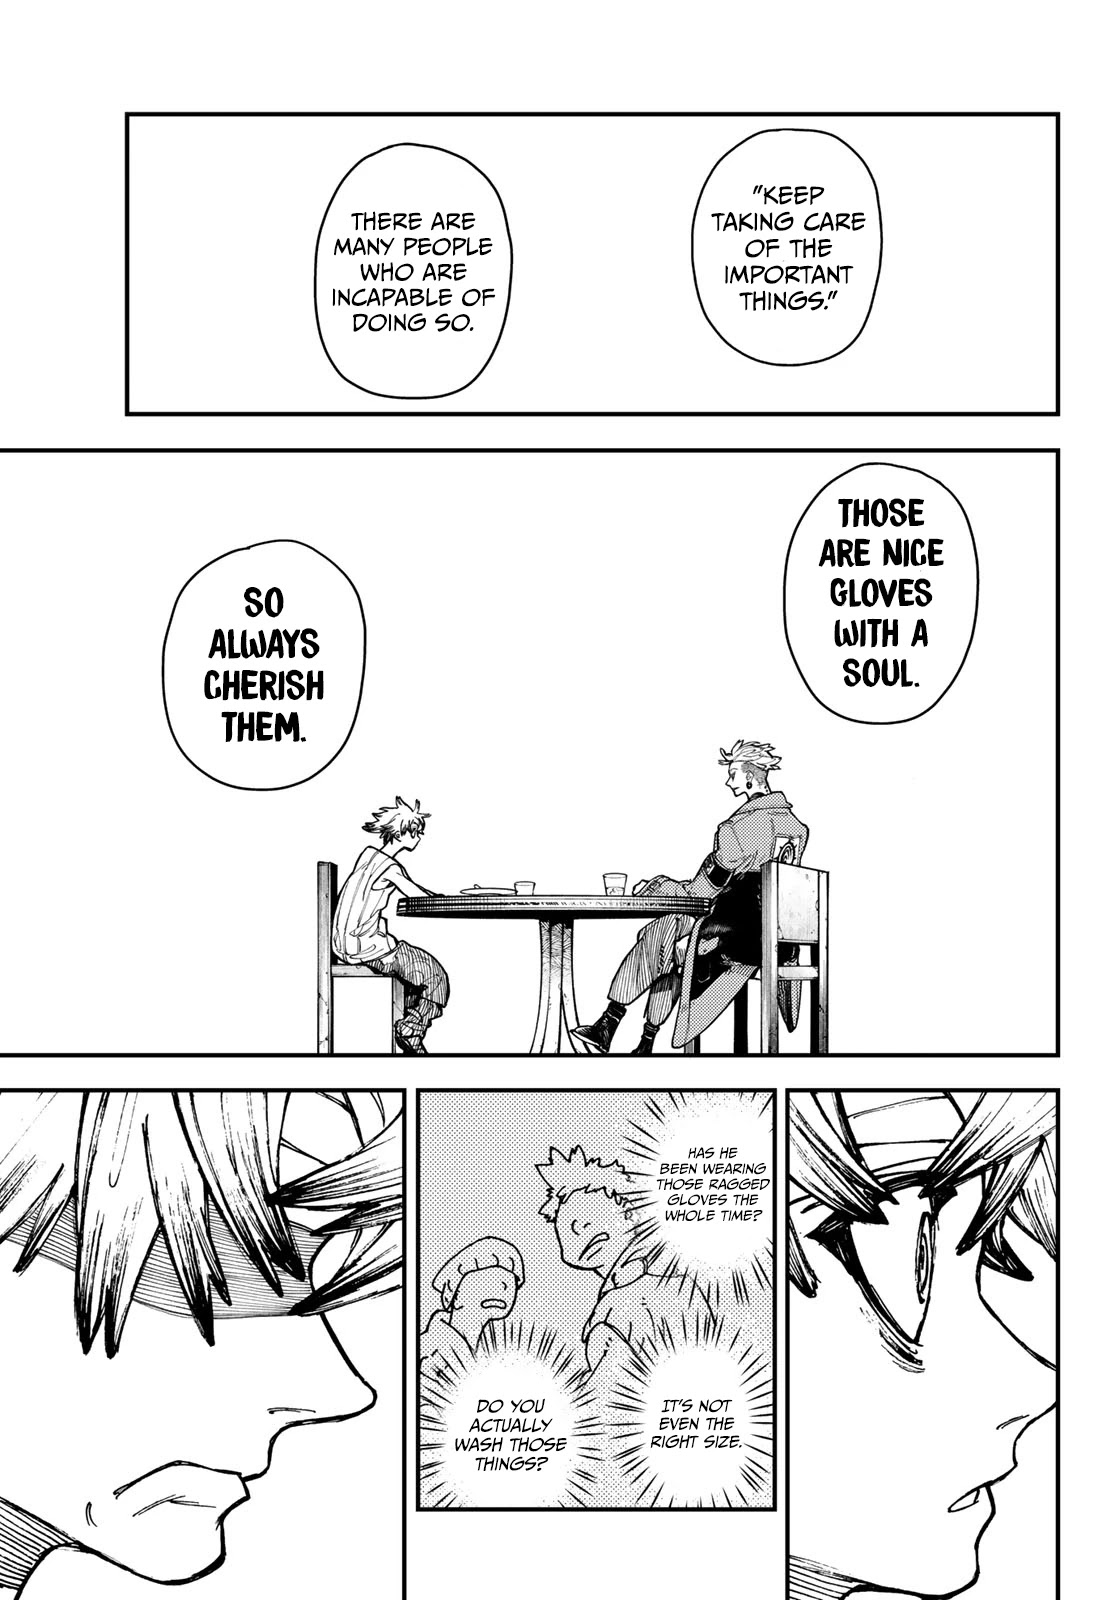 "KEEP
TAKING CARE
OF THE
IMPORTANT
THINGS."
THERE ARE
MANY PEOPLE
WHO ARE
INCAPABLE OF
DOING SO.
THOSE
ARE NICE
GLOVES
WITH A
SOUL.
SO
ALWAYS
CHERISH
THEM.
HAS HE
BEEN WEARING
THOSE RAGGED
GLOVES THE
WHOLE TIME?
IT'S NOT
EVEN THE
RIGHT SIZE.
DO YOU
ACTUALLY
WASH THOSE
THINGS?